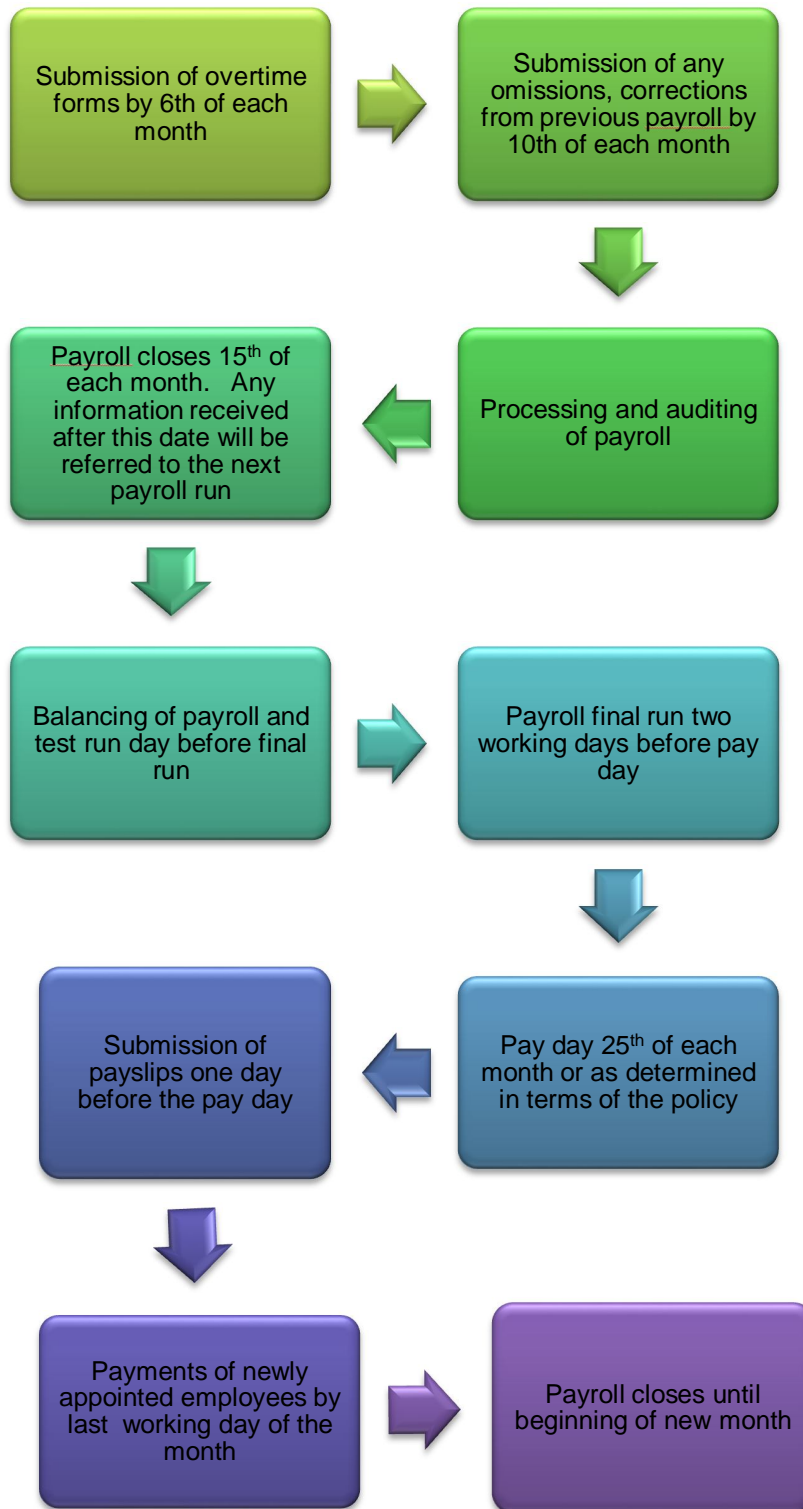 Submission of overtime
forms by 6th of each
month
Submission of any
omissions, corrections
from previous payroll by
10th of each month
Processing and auditing
of payroll
Payroll closes 15th of
each month. Any
information received
after this date will be
referred to the next
payroll run
Balancing of payroll and
test run day before final
run
Payroll final run two
working days before pay
day
Pay day 25th of each
month or as determined
in terms of the policy
Submission of
payslips one day
before the pay day
Payments of newly
appointed employees by
last working day of the
month
Payroll closes until
beginning of new month